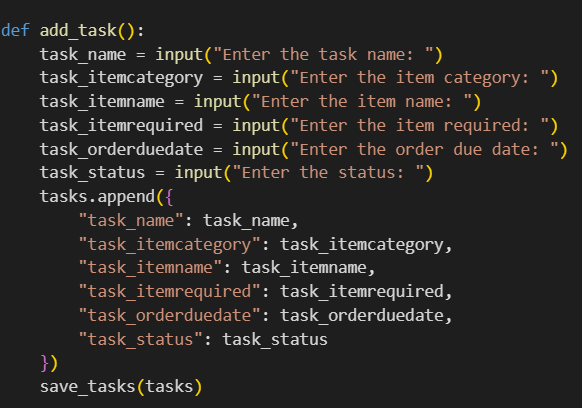 def add_task():
    task_name = input("Enter the task name: ")
    task_itemcategory = input("Enter the item category: ")
    task_itemname = input("Enter the item name: ")
    task_itemrequired = input("Enter the item required: ")
    task_orderduedate = input("Enter the order due date: ")
    task_status = input("Enter the status: ")
    tasks.append({
        "task_name": task_name,
        "task_itemcategory": task_itemcategory,
        "task_itemname": task_itemname,
        "task_itemrequired": task_itemrequired,
        "task_orderduedate": task_orderduedate,
        "task_status": task_status
    })
    save_tasks(tasks)